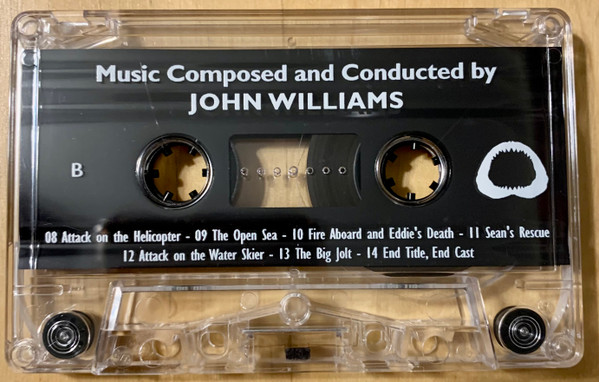 Music Composed and Conducted by
JOHN WILLIAMS
B
08 Attack on the Helicopter - 09 The Open Sea - 10 Fire Aboard and Eddie's Death - 11 Sean's Rescue
12 Attack on the Water Skier - 13 The Big Jolt - 14 End Title, End Cast